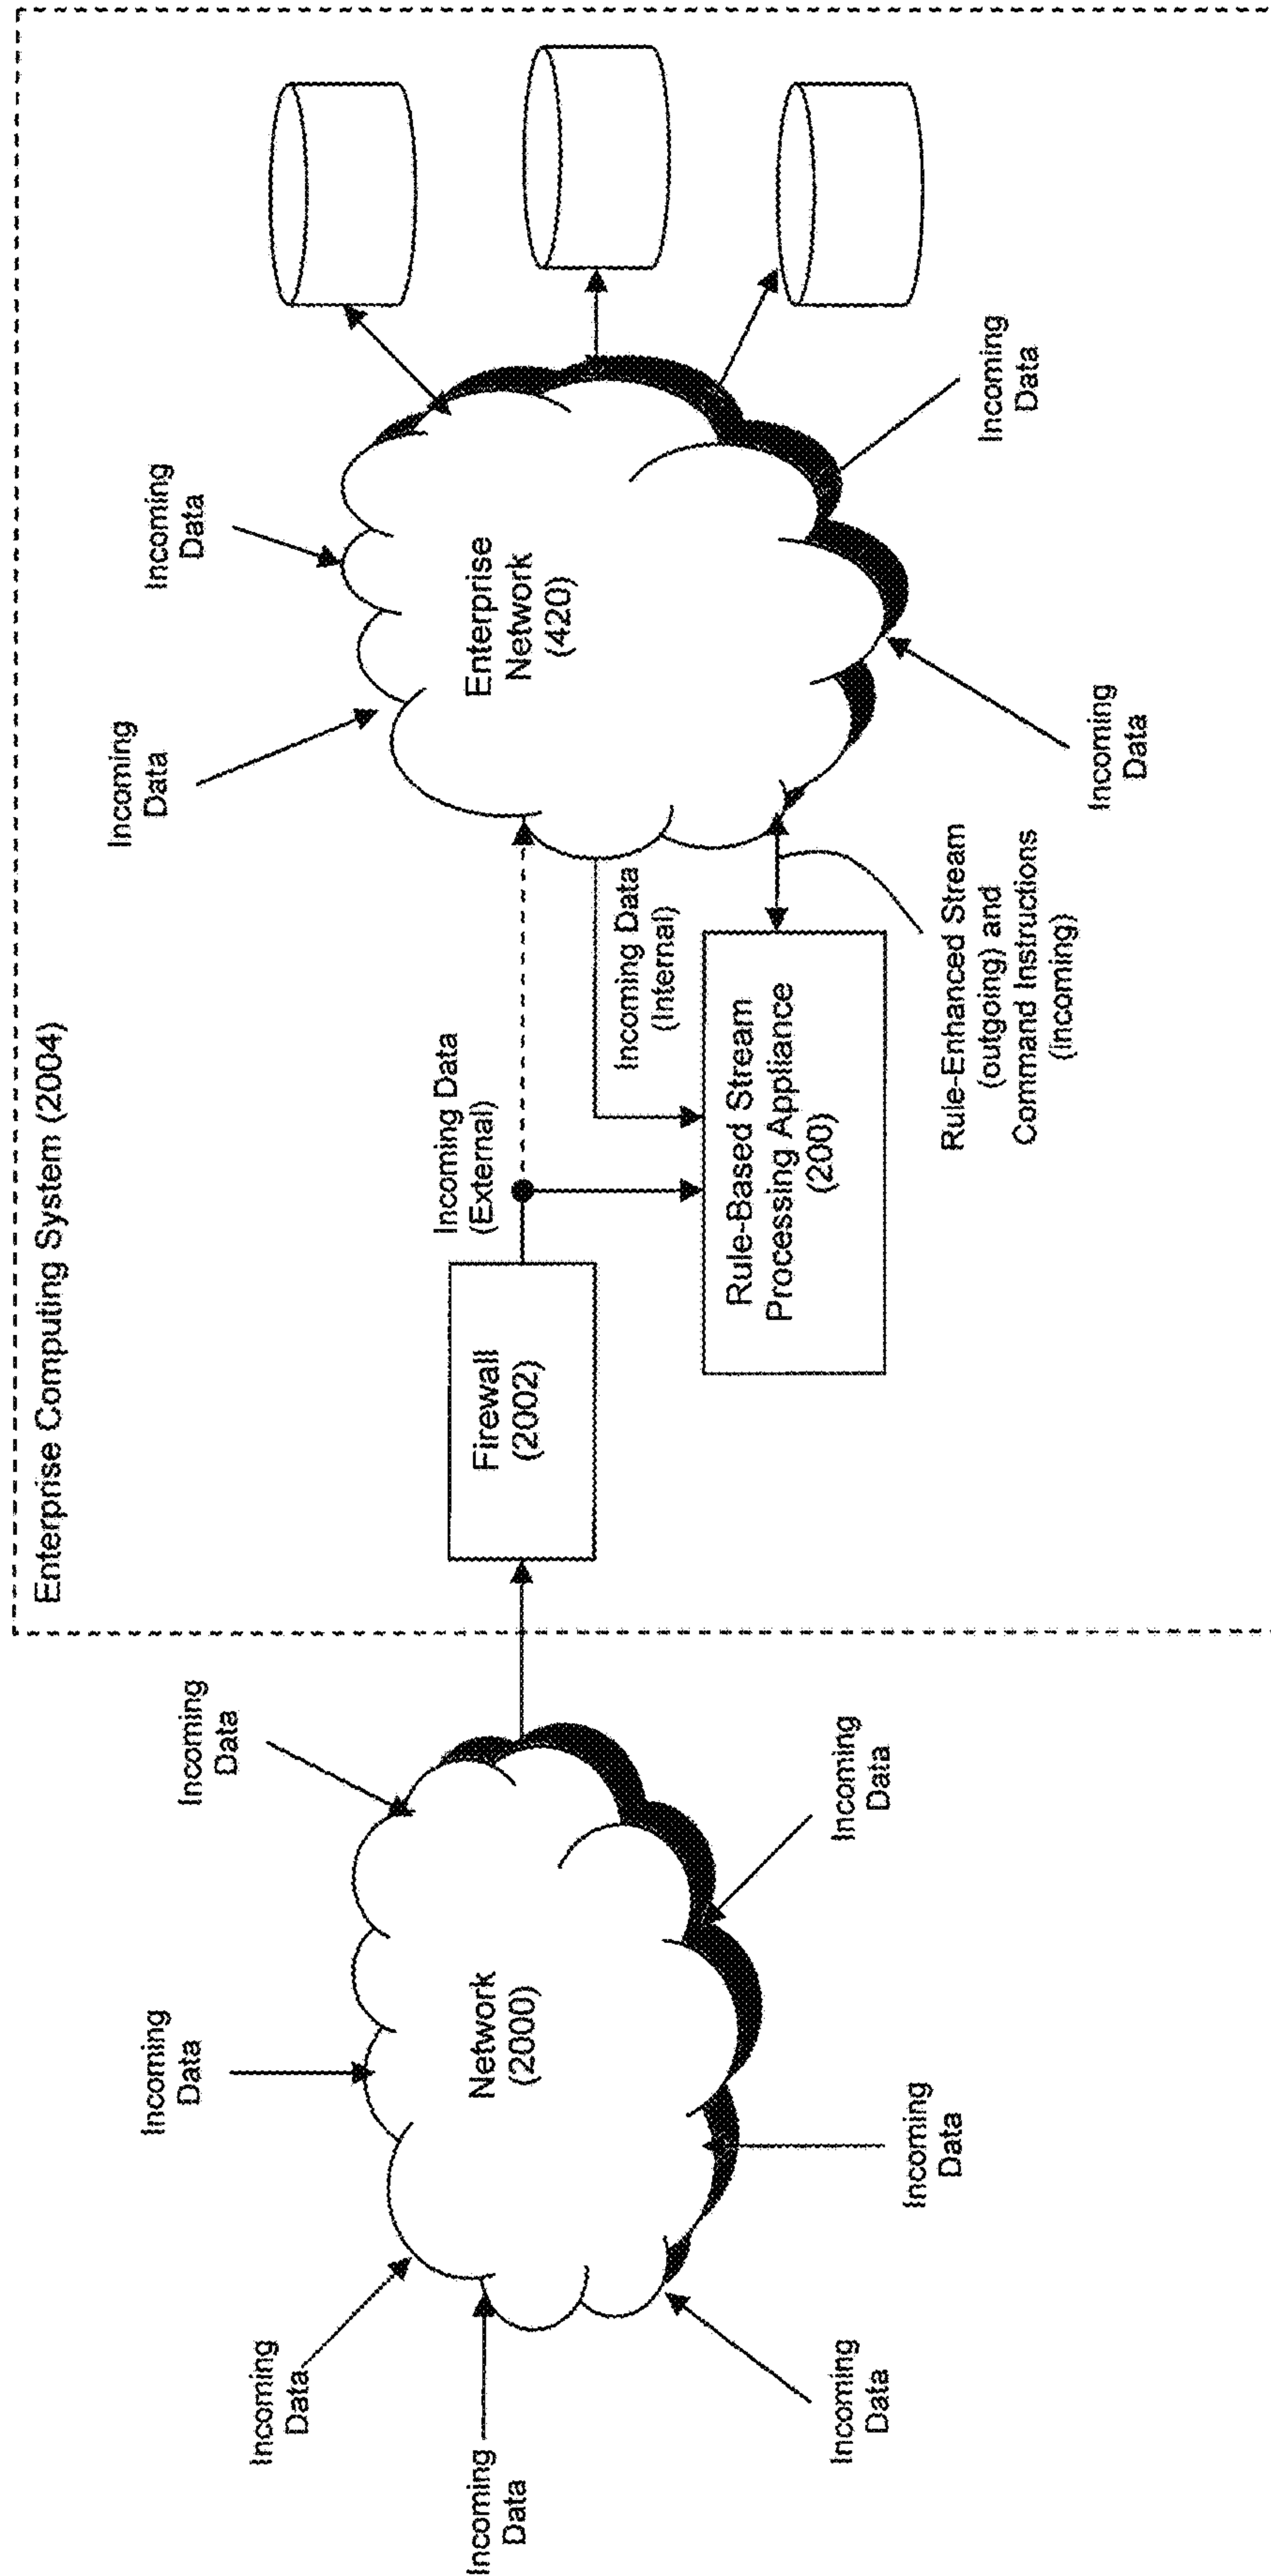 Enterprise Computing System (2004)
Incoming
Data
Incoming
Data
Incoming
Data
Incoming
Data
Incoming
Data
Network
(2000)
Incoming
Data
Incoming
Data
Incoming
Data
Firewall
(2002)
Incoming Data
(External)
Incoming Data
(Internal)
Rule-Based Stream
Processing Appliance
(200)
Rule-Enhanced Stream
(outgoing) and
Command Instructions
(incoming)
Incoming
Data
Incoming
Data
Enterprise
Network
(420)
Incoming
Data
Incoming
Data